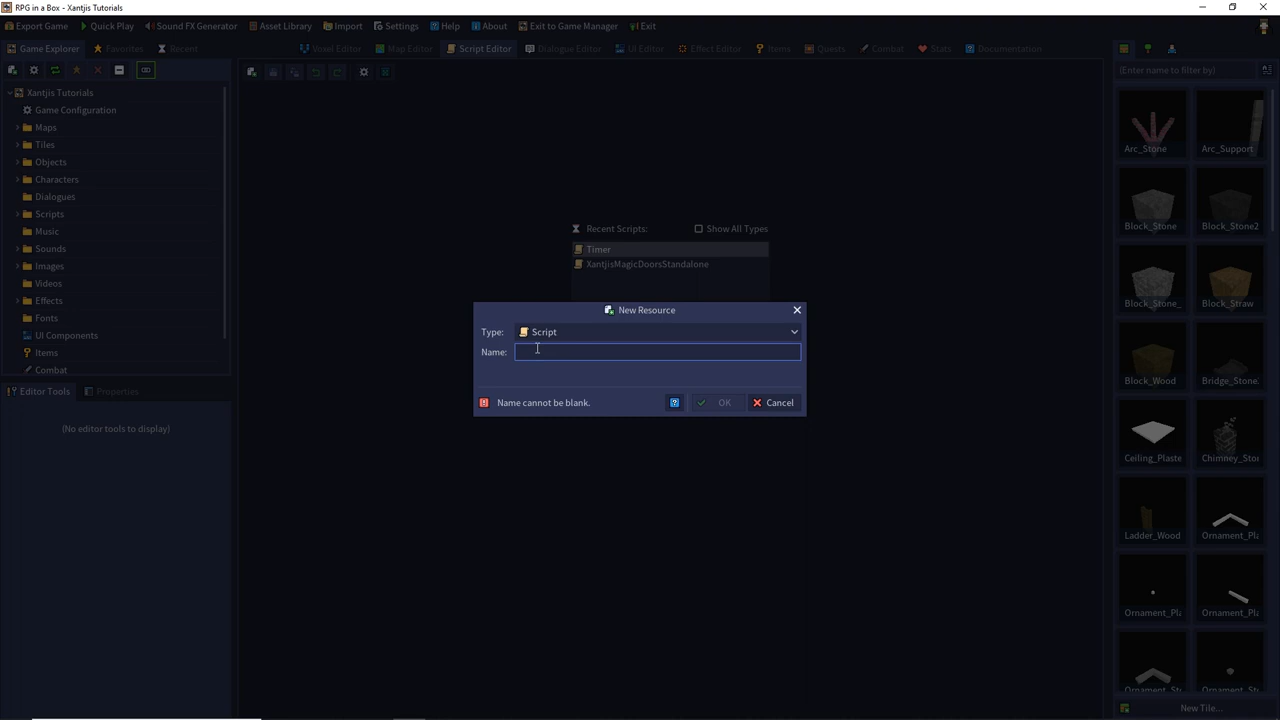 RPG in a Box - Xantjis Tutorials
Export Game Quick Play Sound FX Generator Asset Library Import Settings Help About Exit to Game Manager Exit
Game Explorer Favorites Recent Voxel Editor Map Editor Script Editor Dialogue Editor UI Editor Effect Editor Items Quests Combat Stats Documentation
(Enter name to filter by)
Xantjis Tutorials
Game Configuration
Maps
Tiles
Objects
Characters
Dialogues
Scripts
Music
Sounds
Images
Videos
Effects
Fonts
UI Components
Items
Combat
Editor Tools Properties
(No editor tools to display)
Recent Scripts: Show All Types
Timer
XantjisMagicDoorsStandalone
New Resource
Type: Script
Name:
Name cannot be blank.
OK Cancel
Arc_Stone Arc_Support
Block_Stone Block_Stone2
Block_Stone_ Block_Straw
Block_Wood Bridge_Stone
Ceiling_Plaste Chimney_Stor
Ladder_Wood Ornament_Pla
Ornament_Pla Ornament_Pla
Ornament_Sto Ornament_Sto
New Tile...